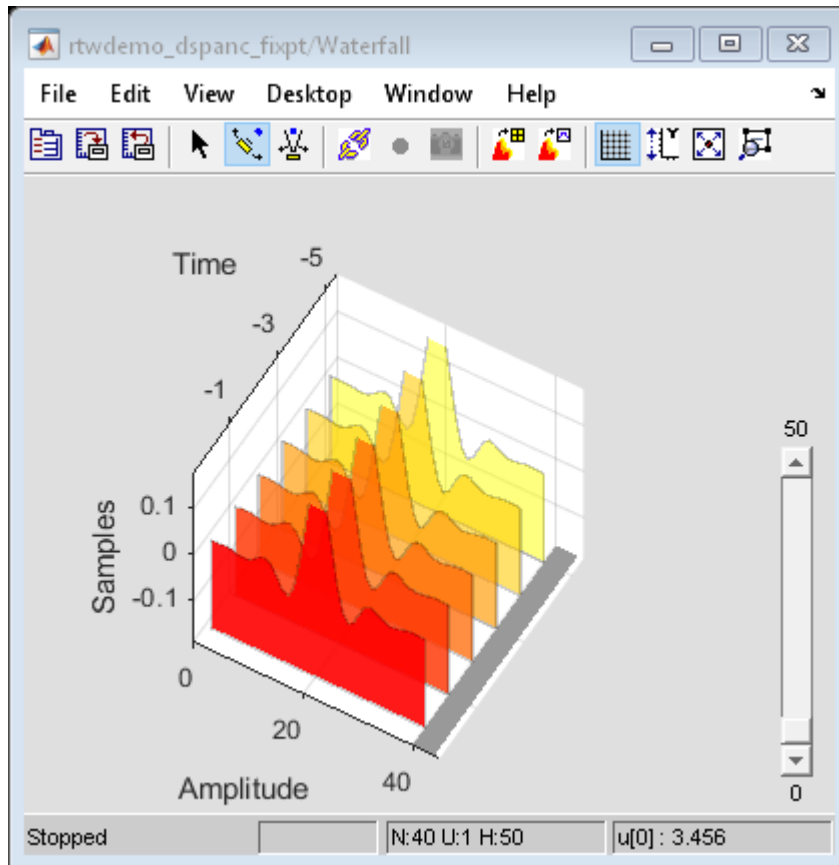 rtwdemo_dspanc_fixpt/Waterfall
File Edit View Desktop Window Help
Time
-5
-3
-1
50
0.1
0
-0.1
Samples
0
20
40
Amplitude
0
Stopped N:40 U:1 H:50 u[0] : 3.456